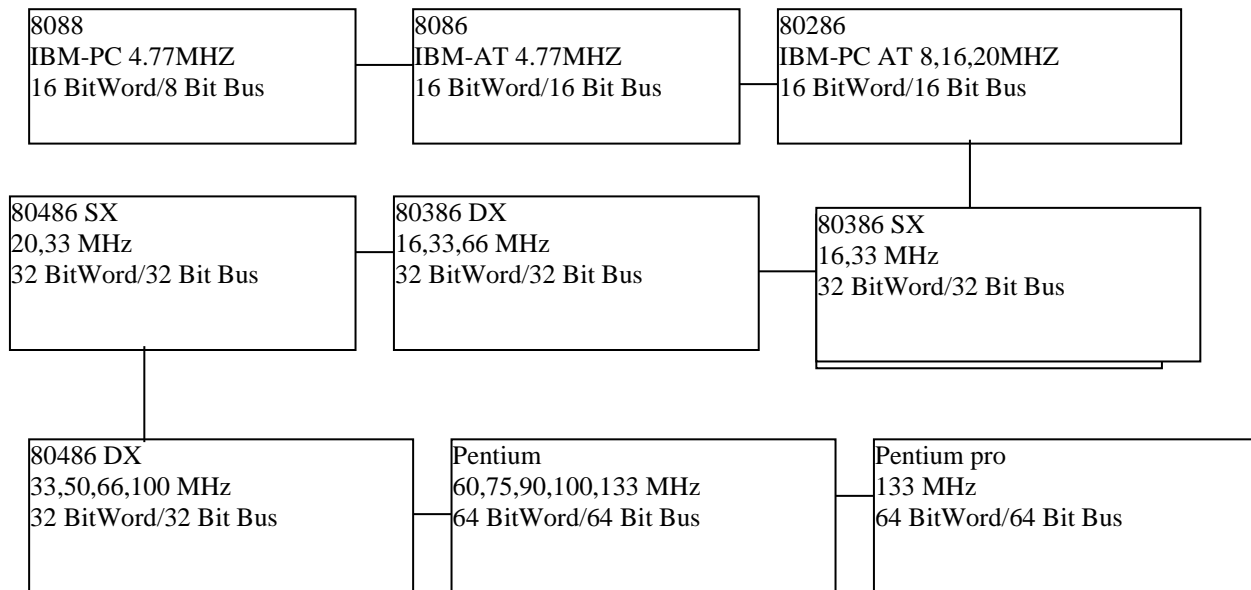 8088
IBM-PC 4.77MHZ
16 BitWord/8 Bit Bus
8086
IBM-AT 4.77MHZ
16 BitWord/16 Bit Bus
80286
IBM-PC AT 8,16,20MHZ
16 BitWord/16 Bit Bus
80486 SX
20,33 MHz
32 BitWord/32 Bit Bus
80386 DX
16,33,66 MHz
32 BitWord/32 Bit Bus
80386 SX
16,33 MHz
32 BitWord/32 Bit Bus
80486 DX
33,50,66,100 MHz
32 BitWord/32 Bit Bus
Pentium
60,75,90,100,133 MHz
64 BitWord/64 Bit Bus
Pentium pro
133 MHz
64 BitWord/64 Bit Bus